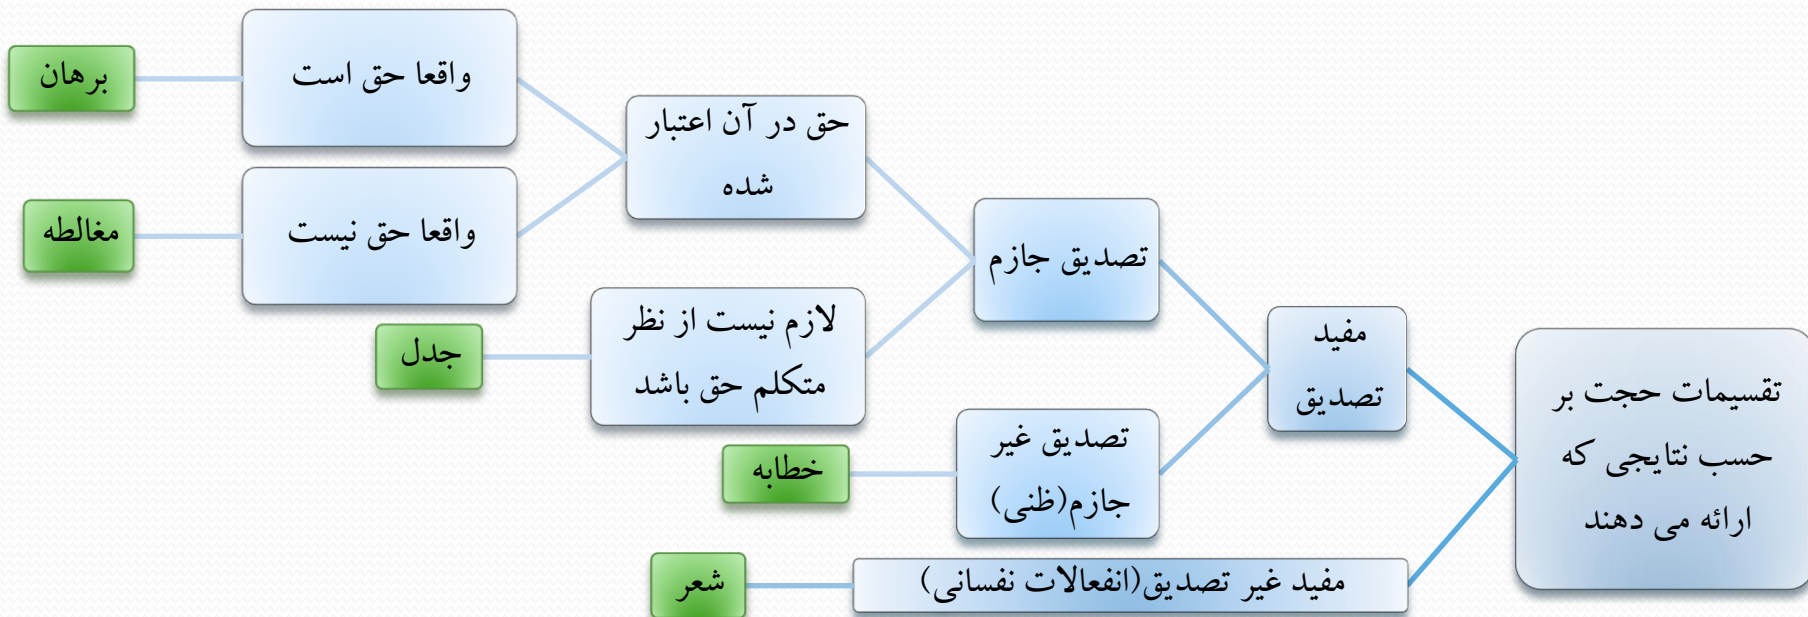 تقسیمات حجت بر
حسب نتایجی که
ارائه می دهند
مفید
تصدیق
تصدیق جازم
حق در آن اعتبار
شده
واقعا حق است
برهان
واقعا حق نیست
مغالطه
لازم نیست از نظر
متکلم حق باشد
جدل
تصدیق غیر
جازم(ظنی)
خطابه
مفید غیر تصدیق(انفعالات نفسانی)
شعر